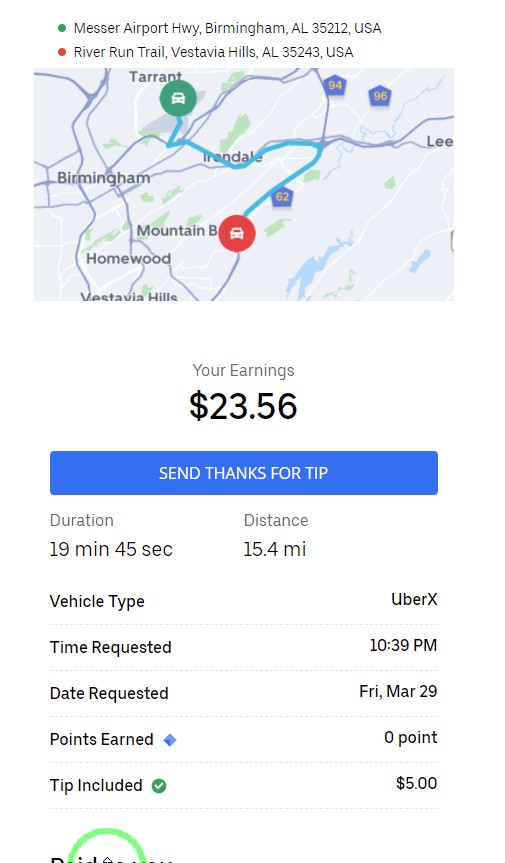 Messer Airport Hwy, Birmingham, AL 35212, USA
River Run Trail, Vestavia Hills, AL 35243, USA
Tarrant
94
96
Irondale
Lee
Birmingham
62
Mountain B
Homewood
Vestavia Hills
Your Earnings
$23.56
SEND THANKS FOR TIP
Duration
Distance
19 min 45 sec
15.4 mi
Vehicle Type
UberX
Time Requested
10:39 PM
Date Requested
Fri, Mar 29
Points Earned
0 point
Tip Included
$5.00
Paid to you